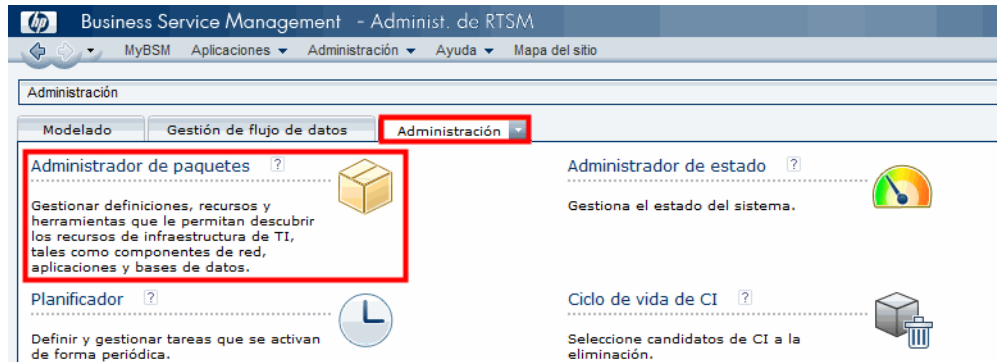 hp Business Service Management - Administ. de RTSM
MyBSM Aplicaciones Administración Ayuda Mapa del sitio
Administración
Modelado Gestión de flujo de datos Administración
Administrador de paquetes ?
Gestionar definiciones, recursos y
herramientas que le permitan descubrir
los recursos de infraestructura de TI,
tales como componentes de red,
aplicaciones y bases de datos.
Administrador de estado ?
Gestiona el estado del sistema.
Planificador ?
Definir y gestionar tareas que se activan
de forma periódica.
Ciclo de vida de CI ?
Seleccione candidatos de CI a la
eliminación.